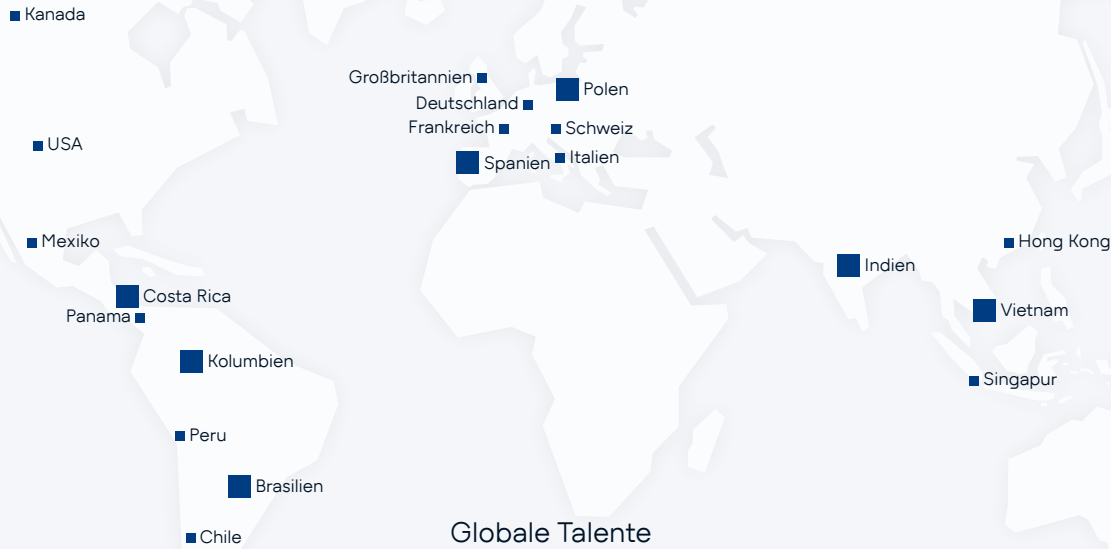 Kanada
Großbritannien
Polen
Deutschland
Frankreich
Schweiz
USA
Spanien
Italien
Mexiko
Hong Kong
Indien
Costa Rica
Panama
Vietnam
Kolumbien
Singapur
Peru
Brasilien
Chile
Globale Talente